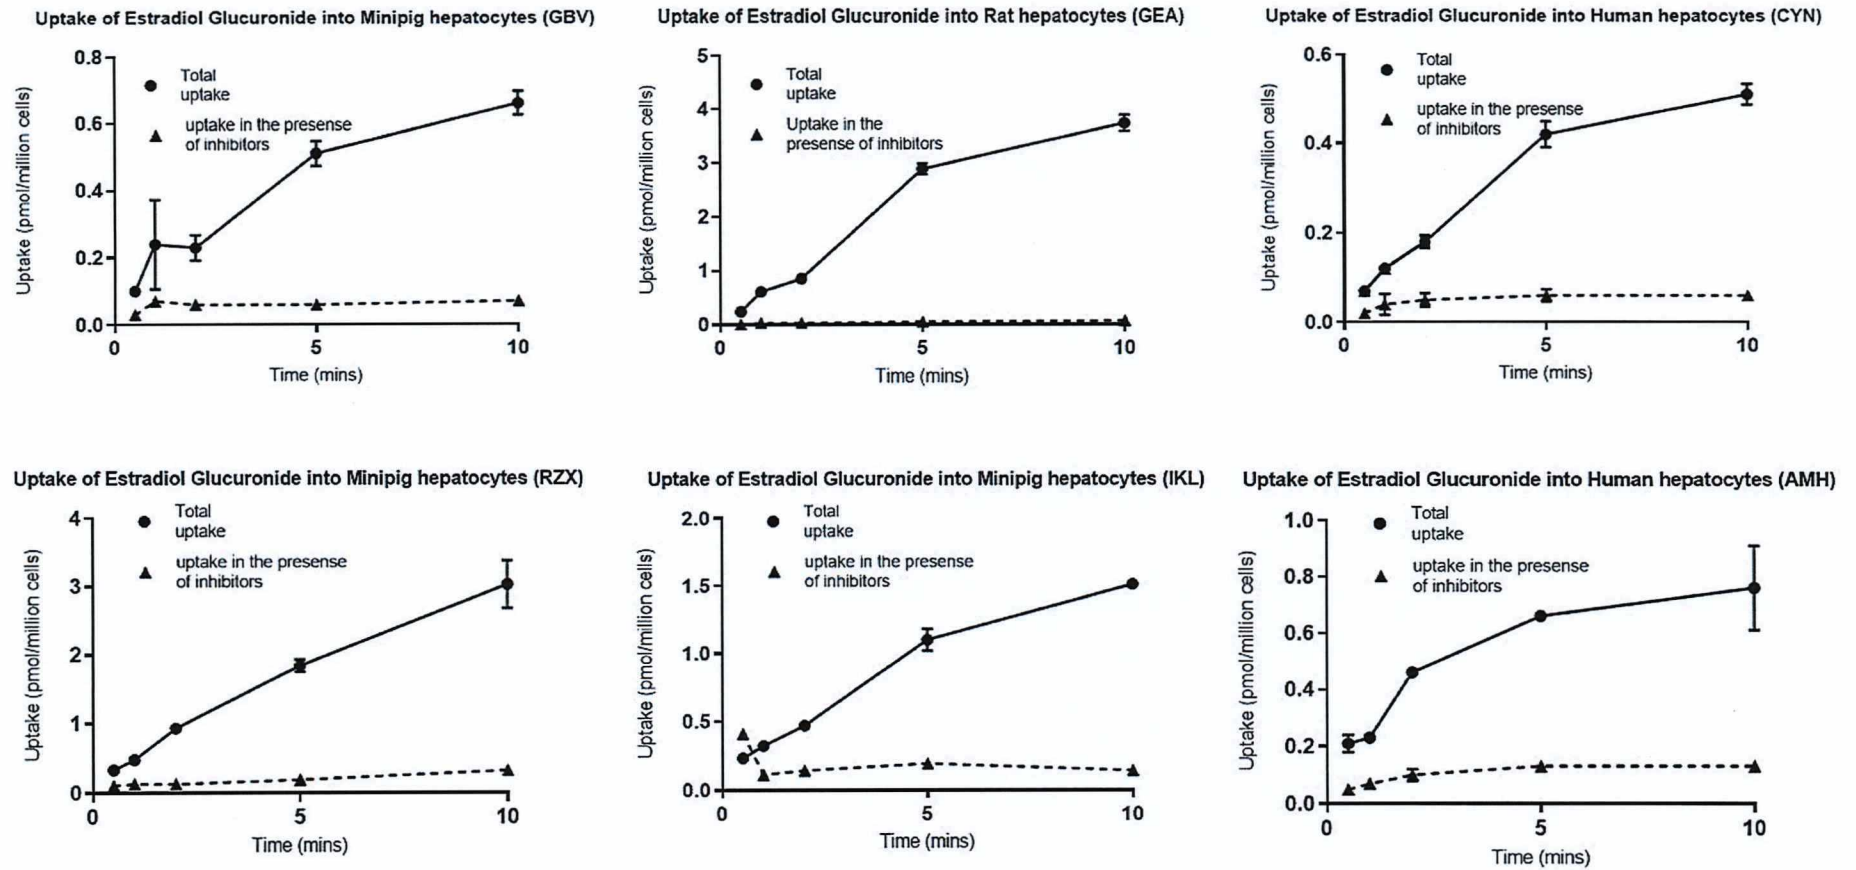 Uptake of Estradiol Glucuronide into Minipig hepatocytes (GBV)
0.8
0.6
0.4
0.2
0.0
Uptake (pmol/million cells)
Total
uptake
uptake in the presense
of inhibitors
0
5
10
Time (mins)
Uptake of Estradiol Glucuronide into Rat hepatocytes (GEA)
5
4
3
2
1
0
Uptake (pmol/million cells)
Total
uptake
Uptake in the
presense of inhibitors
0
5
10
Time (mins)
Uptake of Estradiol Glucuronide into Human hepatocytes (CYN)
0.6
0.4
0.2
0.0
Uptake (pmol/million cells)
Total
uptake
uptake in the presense
of inhibitors
0
5
10
Time (mins)
Uptake of Estradiol Glucuronide into Minipig hepatocytes (RZX)
4
3
2
1
0
Uptake (pmol/million cells)
Total
uptake
uptake in the presense
of inhibitors
0
5
10
Time (mins)
Uptake of Estradiol Glucuronide into Minipig hepatocytes (IKL)
2.0
1.5
1.0
0.5
0.0
Uptake (pmol/million cells)
Total
uptake
uptake in the presense
of inhibitors
0
5
10
Time (mins)
Uptake of Estradiol Glucuronide into Human hepatocytes (AMH)
1.0
0.8
0.6
0.4
0.2
0.0
Uptake (pmol/million cells)
Total
uptake
uptake in the presense
of inhibitors
0
5
10
Time (mins)